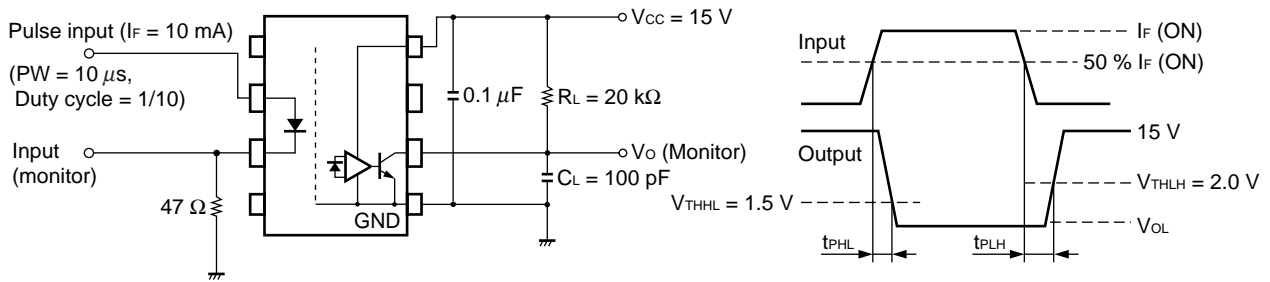 Pulse input (IF = 10 mA)
(PW = 10 μs,
Duty cycle = 1/10)
Input
(monitor)
47 Ω
GND
VCC = 15 V
0.1 μF
RL = 20 kΩ
VO (Monitor)
CL = 100 pF
Input
IF (ON)
50 % IF (ON)
15 V
Output
VTHLH = 2.0 V
VTHHL = 1.5 V
VOL
tPHL
tPLH